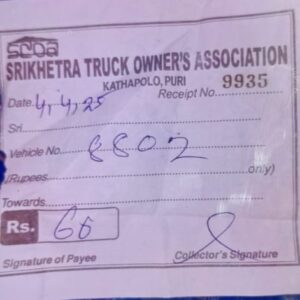 SRIKHETRA TRUCK OWNER'S ASSOCIATION
KATHAPOLO, PURI
Receipt No. 9935
Date. 4,4,25
Sri
Vehicle No. 8802
(Rupees only)
Towards
Rs. 60
Signature of Payee Collector's Signature